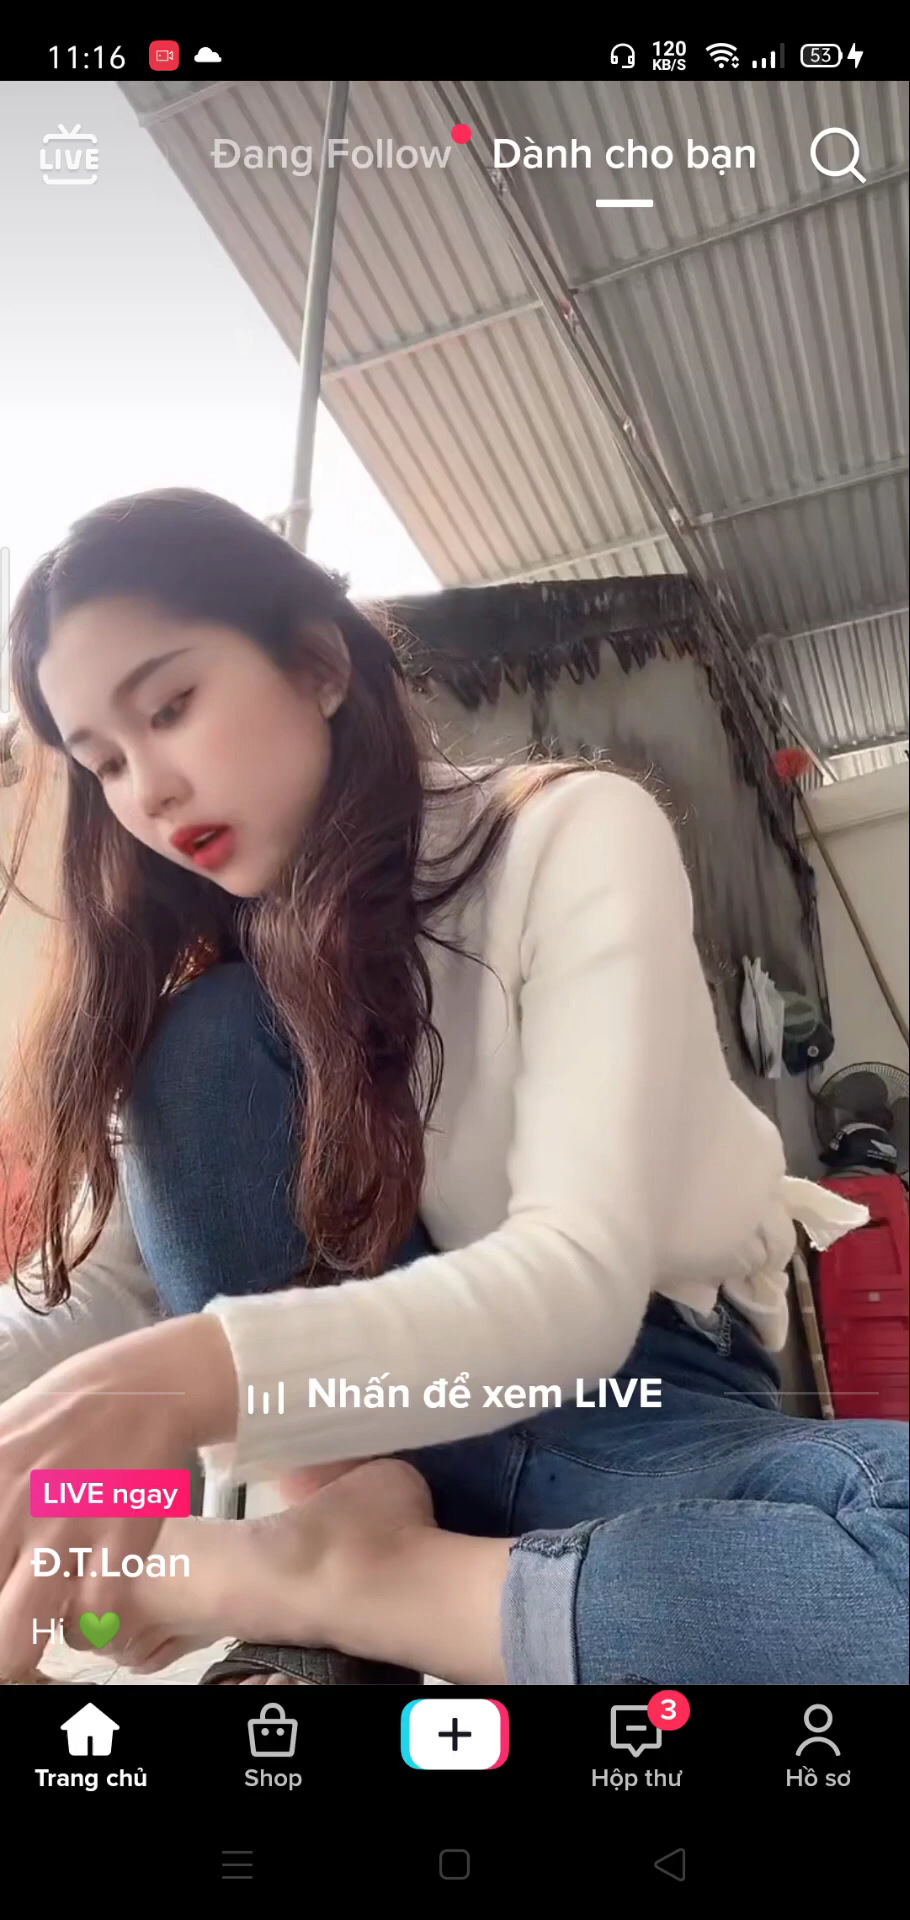 11:16
120
KB/S
53
LIVE
Đang Follow
Dành cho bạn
Nhấn để xem LIVE
LIVE ngay
Đ.T.Loan
Hi 💚
3
Trang chủ
Shop
Hộp thư
Hồ sơ